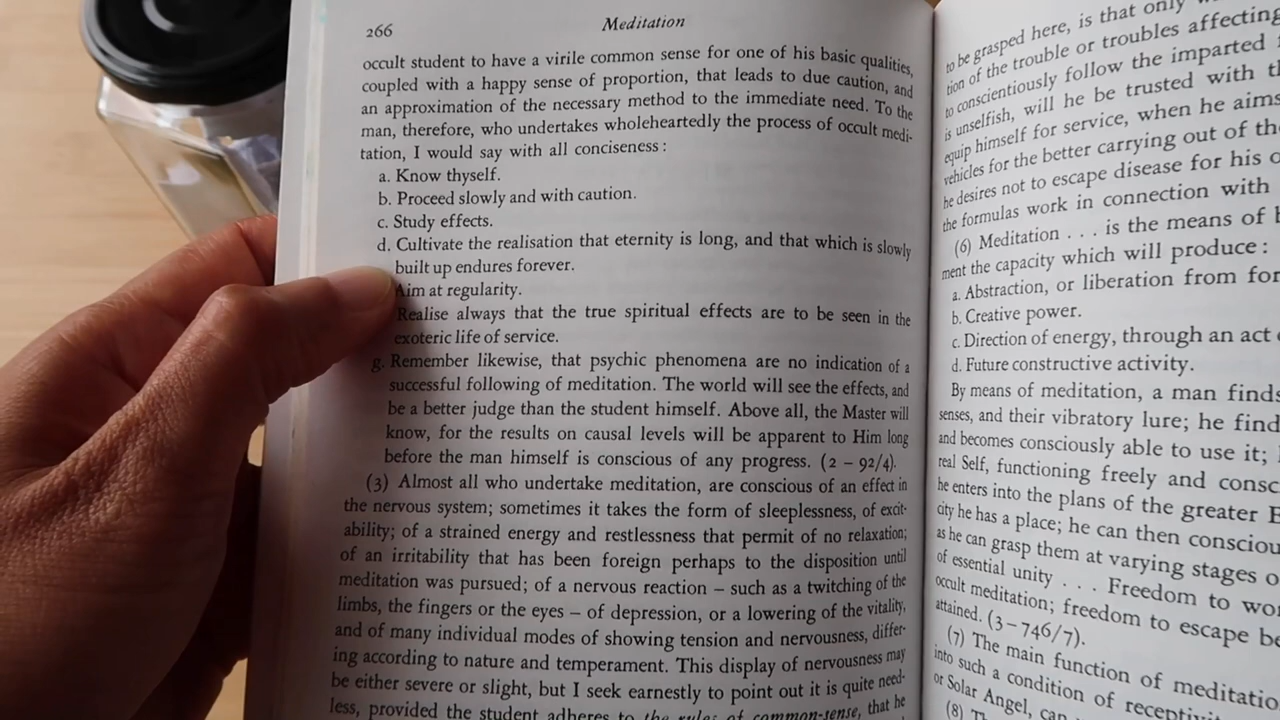 266
Meditation
occult student to have a virile common sense for one of his basic qualities,
coupled with a happy sense of proportion, that leads to due caution, and
an approximation of the necessary method to the immediate need. To the
man, therefore, who undertakes wholeheartedly the process of occult medi-
tation, I would say with all conciseness:
a. Know thyself.
b. Proceed slowly and with caution.
c. Study effects.
d. Cultivate the realisation that eternity is long, and that which is slowly
built up endures forever.
Aim at regularity.
Realise always that the true spiritual effects are to be seen in the
exoteric life of service.
g. Remember likewise, that psychic phenomena are no indication of a
successful following of meditation. The world will see the effects, and
be a better judge than the student himself. Above all, the Master will
know, for the results on causal levels will be apparent to Him long
before the man himself is conscious of any progress. (2 – 92/4).
(3) Almost all who undertake meditation, are conscious of an effect in
the nervous system; sometimes it takes the form of sleeplessness, of excit-
ability; of a strained energy and restlessness that permit of no relaxation;
of an irritability that has been foreign perhaps to the disposition until
meditation was pursued; of a nervous reaction – such as a twitching of the
limbs, the fingers or the eyes – of depression, or a lowering of the vitality,
and of many individual modes of showing tension and nervousness, differ-
ing according to nature and temperament. This display of nervousness may
be either severe or slight, but I seek earnestly to point out it is quite need-
less, provided the student adheres to the rules of common-sense, that he
to be grasped here, is that only
tion of the trouble or troubles affecting
to conscientiously follow the imparted
is unselfish, will he be trusted with
equip himself for service, when he aims
vehicles for the better carrying out of the
he desires not to escape disease for his
the formulas work in connection with
(6) Meditation . . . is the means of
ment the capacity which will produce:
a. Abstraction, or liberation from
b. Creative power.
c. Direction of energy, through an act
d. Future constructive activity.
By means of meditation, a man finds
senses, and their vibratory lure; he
and becomes consciously able to use it;
real Self, functioning freely and
he enters into the plans of the greater
city he has a place; he can then
as he can grasp them at varying stages
of essential unity . . . Freedom to
occult meditation; freedom to escape
attained. (3 – 746/7).
(7) The main function of
into such a condition of
or Solar Angel, can
(8)